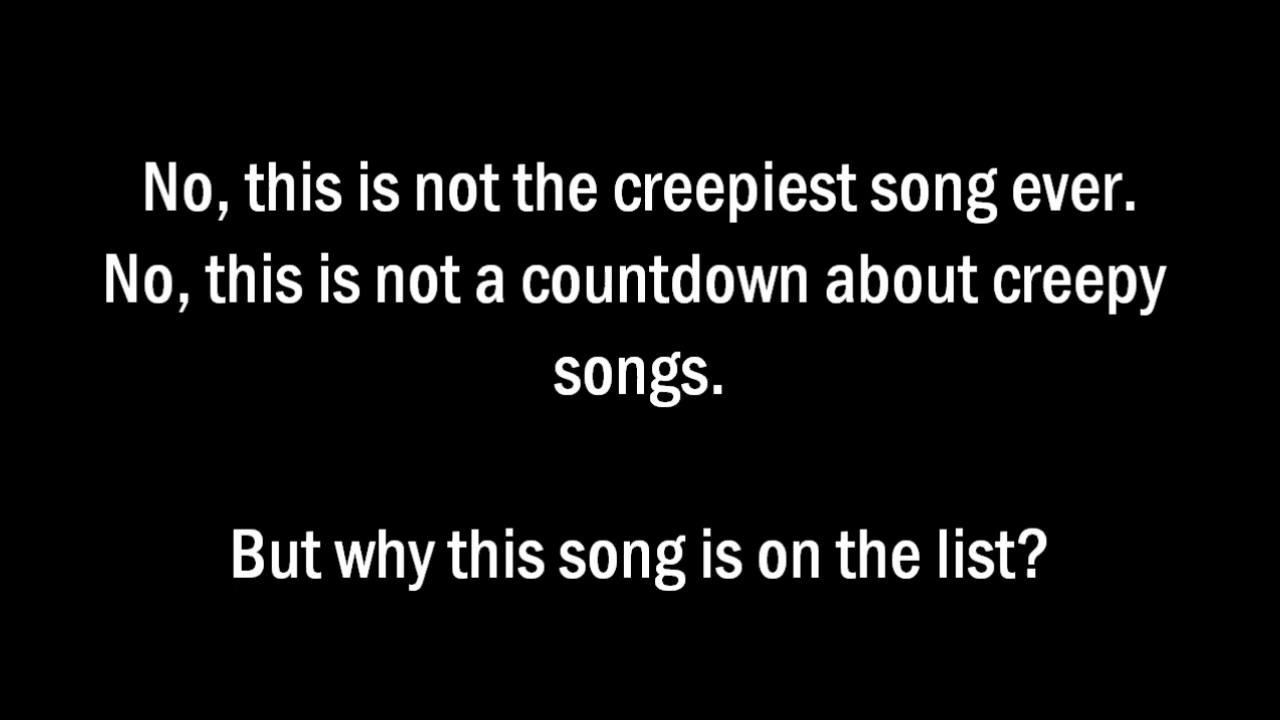 No, this is not the creepiest song ever.
No, this is not a countdown about creepy
songs.
But why this song is on the list?